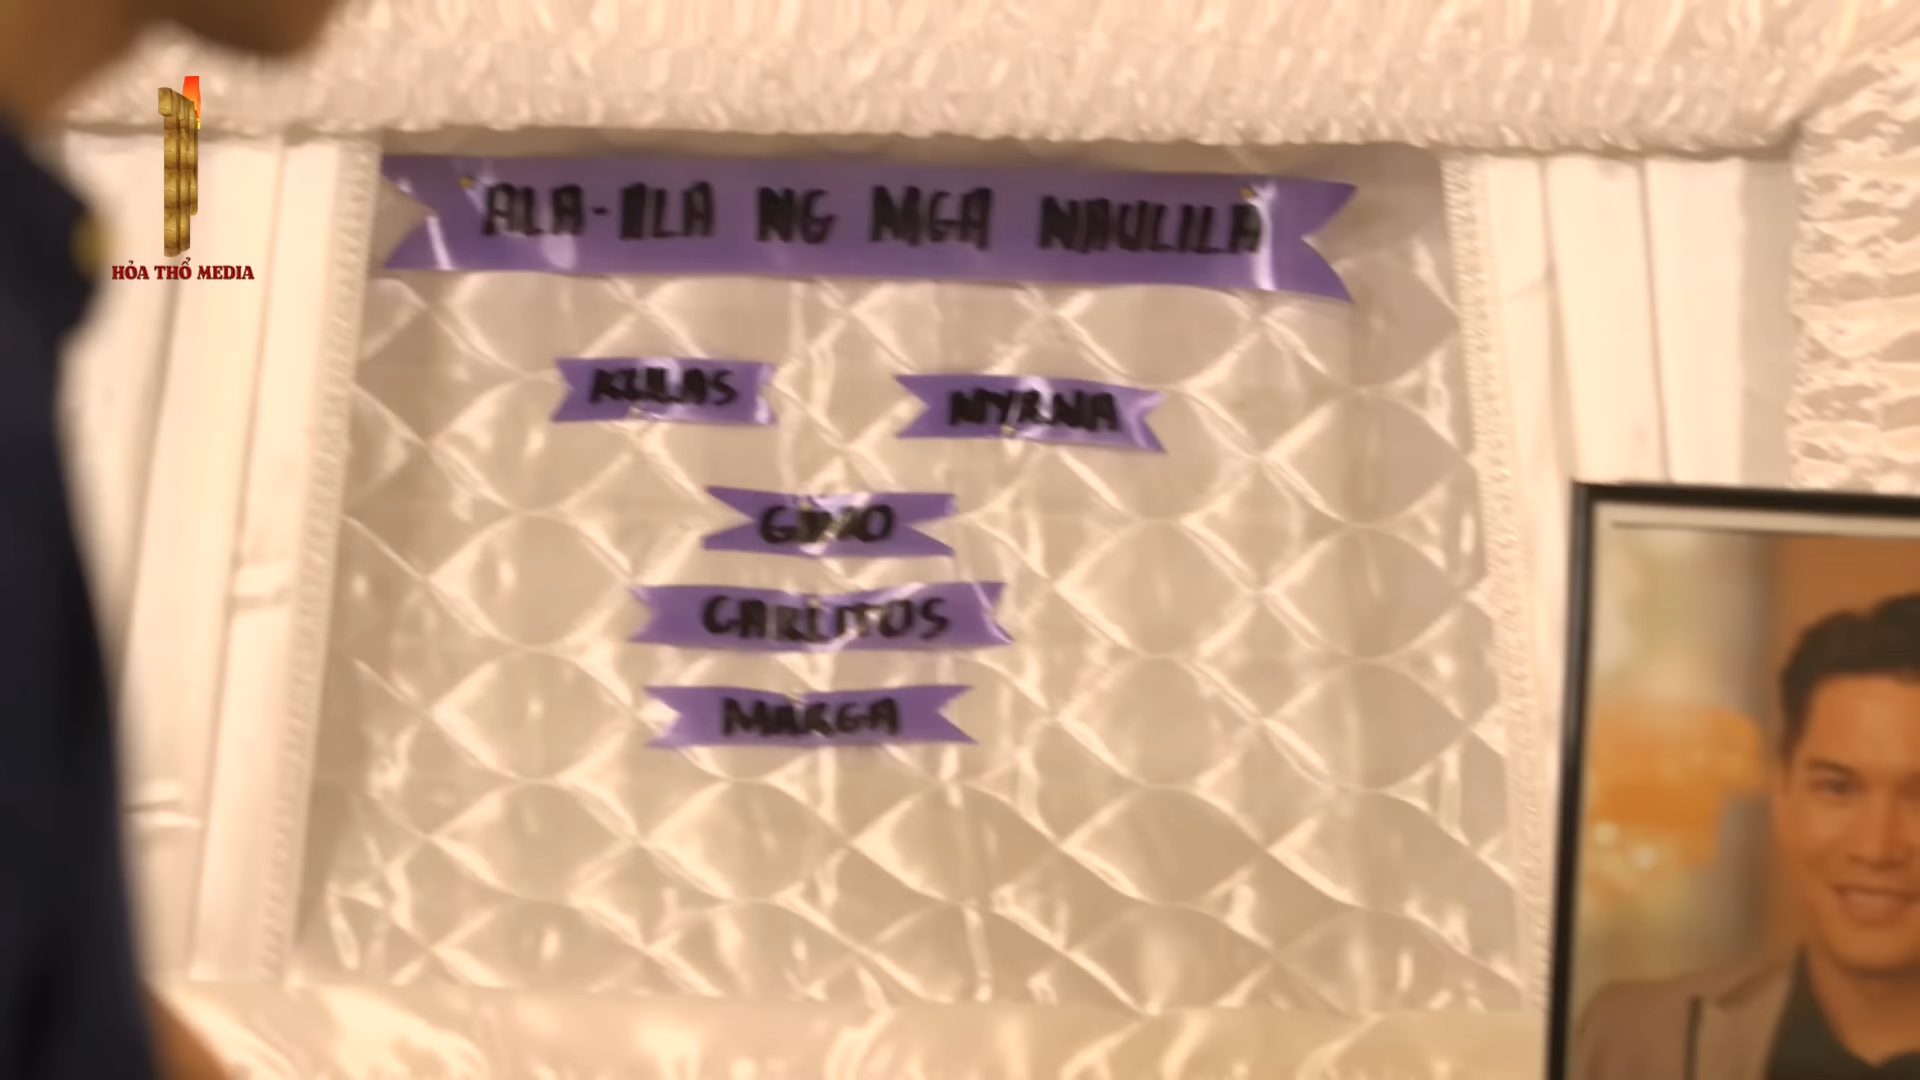 HỎA THỔ MEDIA
ALA-ALA NG MGA NAULILA
KULAS MYRNA
GINO
CARLITOS
MARGA